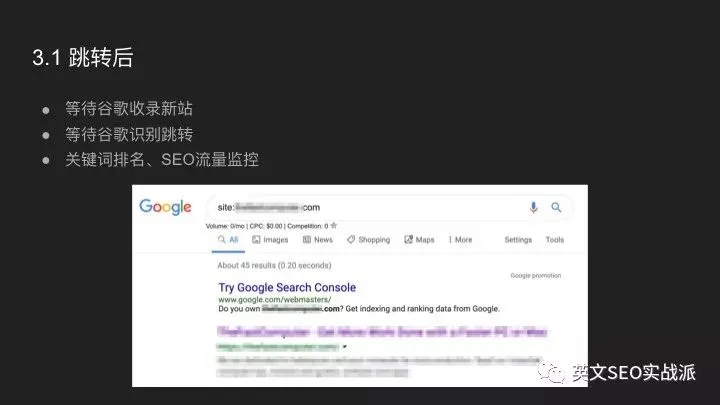 3.1 跳转后
● 等待谷歌收录新站
● 等待谷歌识别跳转
● 关键词排名、SEO流量监控
Google
site: .com
Volume: 0/mo | CPC: $0.00 | Competition: 0
All Images News Shopping Maps More Settings Tools
About 45 results (0.20 seconds)
Google promotion
Try Google Search Console
www.google.com/webmasters/
Do you own .com? Get indexing and ranking data from Google.
英文SEO实战派